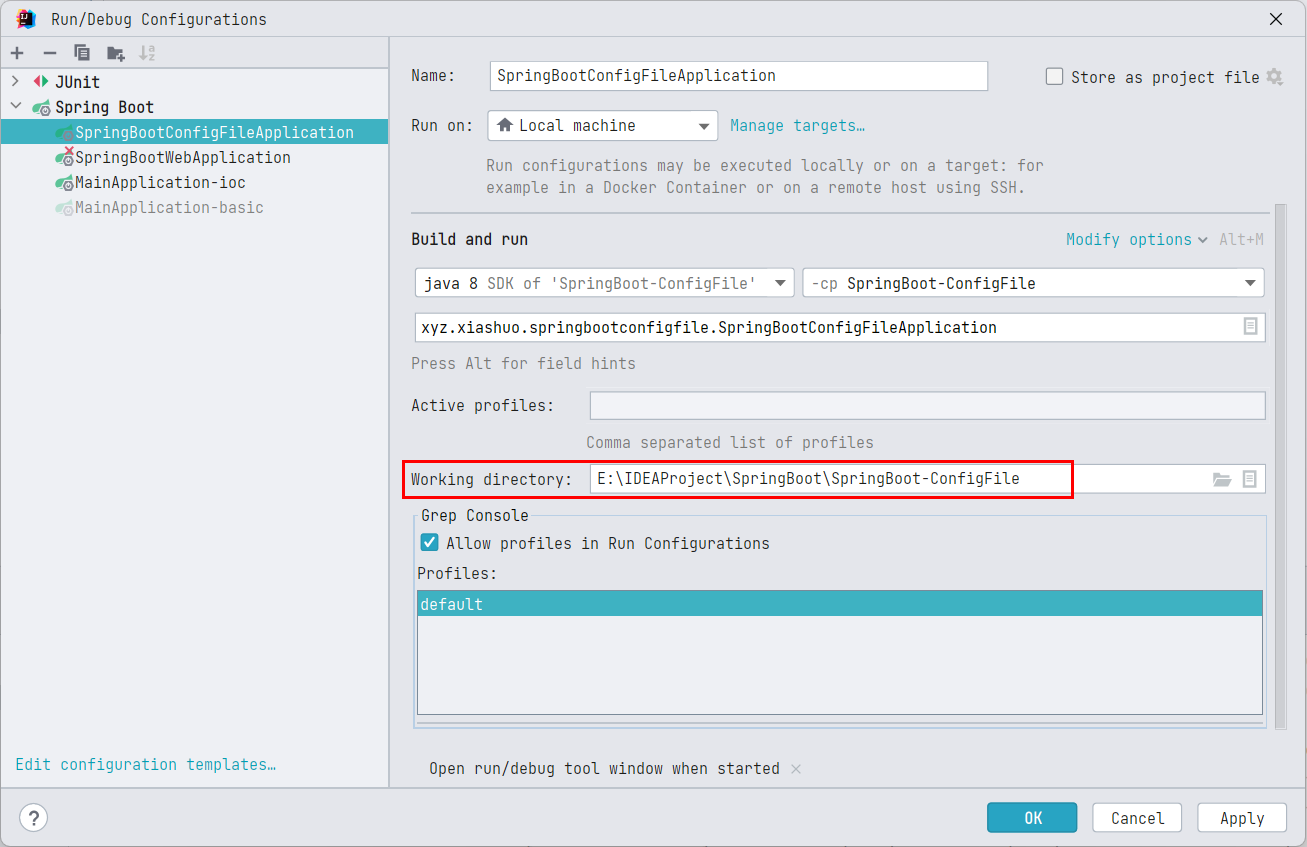 Run/Debug Configurations
JUnit
Spring Boot
SpringBootConfigFileApplication
SpringBootWebApplication
MainApplication-ioc
MainApplication-basic
Edit configuration templates…
Name: SpringBootConfigFileApplication
Store as project file
Run on: Local machine Manage targets…
Run configurations may be executed locally or on a target: for
example in a Docker Container or on a remote host using SSH.
Build and run Modify options Alt+M
java 8 SDK of 'SpringBoot-ConfigFile' -cp SpringBoot-ConfigFile
xyz.xiashuo.springbootconfigfile.SpringBootConfigFileApplication
Press Alt for field hints
Active profiles:
Comma separated list of profiles
Working directory: E:\IDEAProject\SpringBoot\SpringBoot-ConfigFile
Grep Console
Allow profiles in Run Configurations
Profiles:
default
Open run/debug tool window when started ×
? OK Cancel Apply